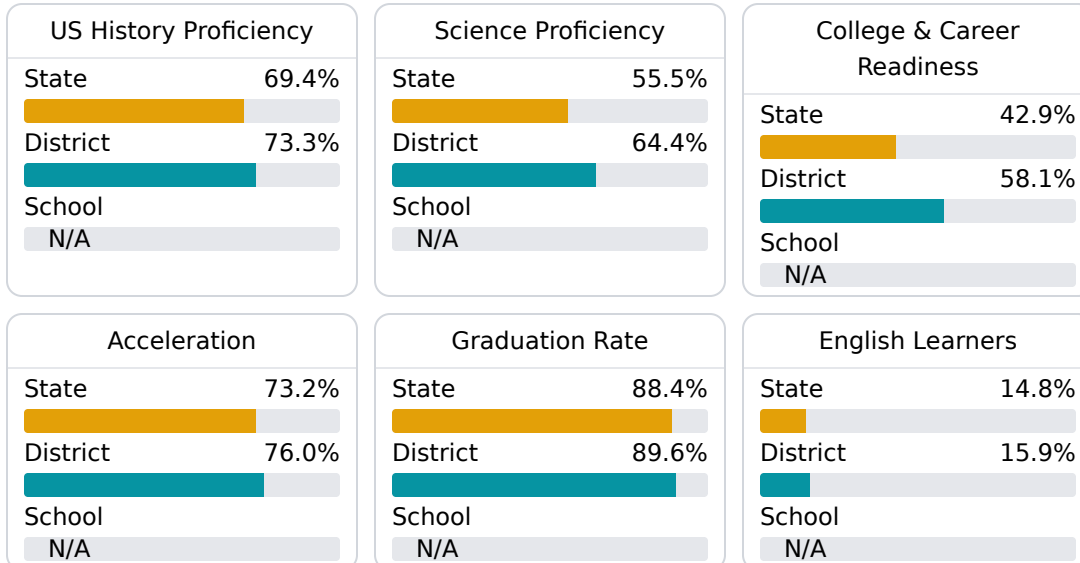 US History Proficiency
State 69.4%
District 73.3%
School
N/A
Science Proficiency
State 55.5%
District 64.4%
School
N/A
College & Career
Readiness
State 42.9%
District 58.1%
School
N/A
Acceleration
State 73.2%
District 76.0%
School
N/A
Graduation Rate
State 88.4%
District 89.6%
School
N/A
English Learners
State 14.8%
District 15.9%
School
N/A